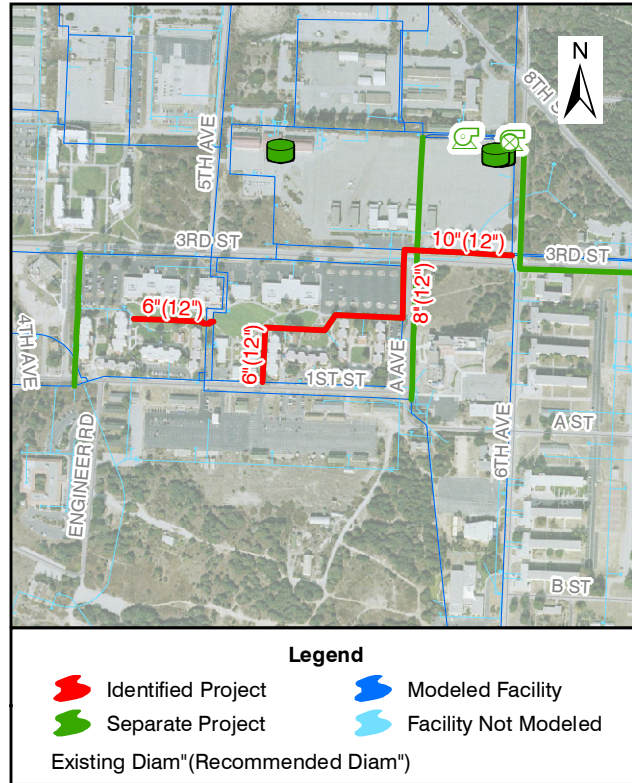 N
8TH S
5TH AVE
3RD ST
10"(12")
3RD ST
6"(12")
8"(12")
6"(12")
4TH AVE
1ST ST
A AVE
A ST
6TH AVE
ENGINEER RD
B ST
Legend
Identified Project
Modeled Facility
Separate Project
Facility Not Modeled
Existing Diam"(Recommended Diam")